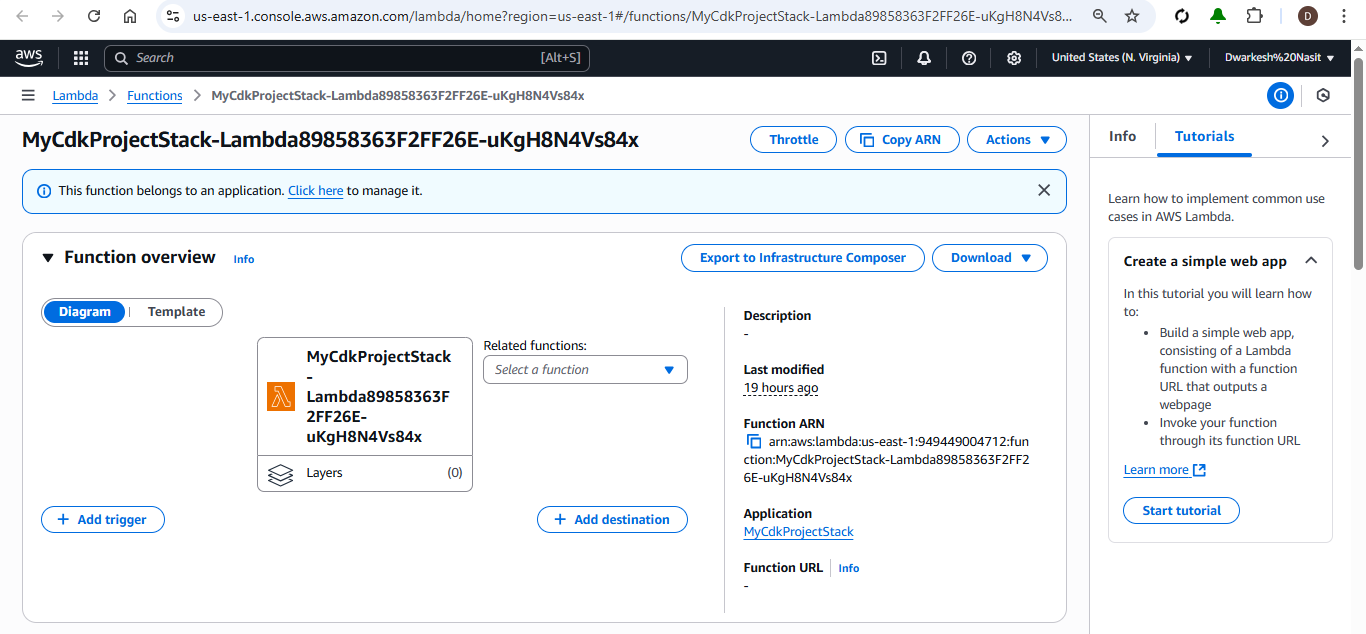 us-east-1.console.aws.amazon.com/lambda/home?region=us-east-1#/functions/MyCdkProjectStack-Lambda89858363F2FF26E-uKgH8N4Vs8...
D
aws
Search
[Alt+S]
United States (N. Virginia)
Dwarkesh%20Nasit
Lambda
Functions
MyCdkProjectStack-Lambda89858363F2FF26E-uKgH8N4Vs84x
MyCdkProjectStack-Lambda89858363F2FF26E-uKgH8N4Vs84x
Throttle
Copy ARN
Actions
This function belongs to an application. Click here to manage it.
Function overview
Info
Export to Infrastructure Composer
Download
Diagram
Template
MyCdkProjectStack
-
Lambda89858363F
2FF26E-
uKgH8N4Vs84x
Layers
(0)
Related functions:
Select a function
+ Add trigger
+ Add destination
Description
-
Last modified
19 hours ago
Function ARN
arn:aws:lambda:us-east-1:949449004712:fun
ction:MyCdkProjectStack-Lambda89858363F2FF2
6E-uKgH8N4Vs84x
Application
MyCdkProjectStack
Function URL
Info
-
Info
Tutorials
Learn how to implement common use
cases in AWS Lambda.
Create a simple web app
In this tutorial you will learn how
to:
• Build a simple web app,
consisting of a Lambda
function with a function
URL that outputs a
webpage
• Invoke your function
through its function URL
Learn more
Start tutorial